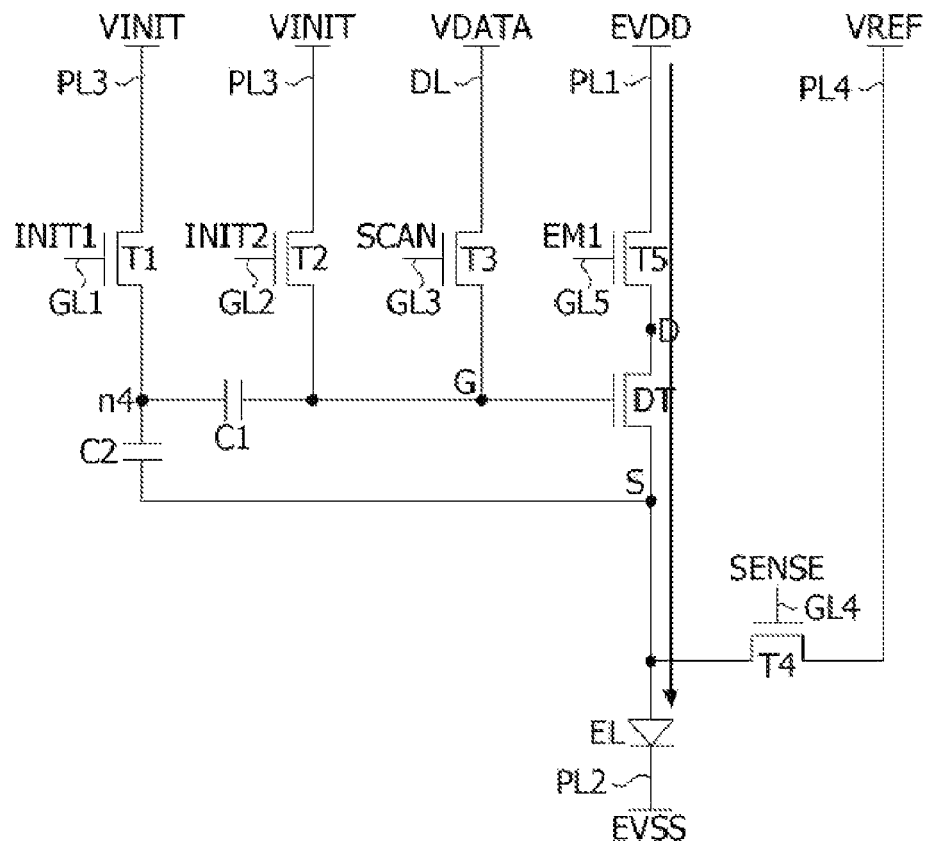 VINIT VINIT VDATA EVDD VREF
PL3 PL3 DL PL1 PL4
INIT1 INIT2 SCAN EM1
T1 T2 T3 T5
GL1 GL2 GL3 GL5
D
n4 G DT
C1
C2
S
SENSE
GL4
T4
EL
PL2
EVSS